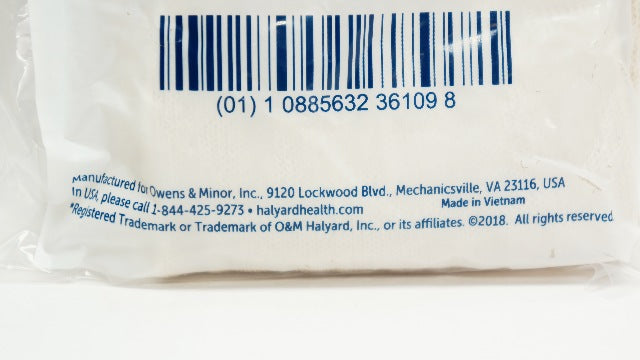 (01) 1 0885632 36109 8
Manufactured for Owens & Minor, Inc., 9120 Lockwood Blvd., Mechanicsville, VA 23116, USA
In USA, please call 1-844-425-9273 • halyardhealth.com
Made in Vietnam
*Registered Trademark or Trademark of O&M Halyard, Inc., or its affiliates. ©2018. All rights reserved